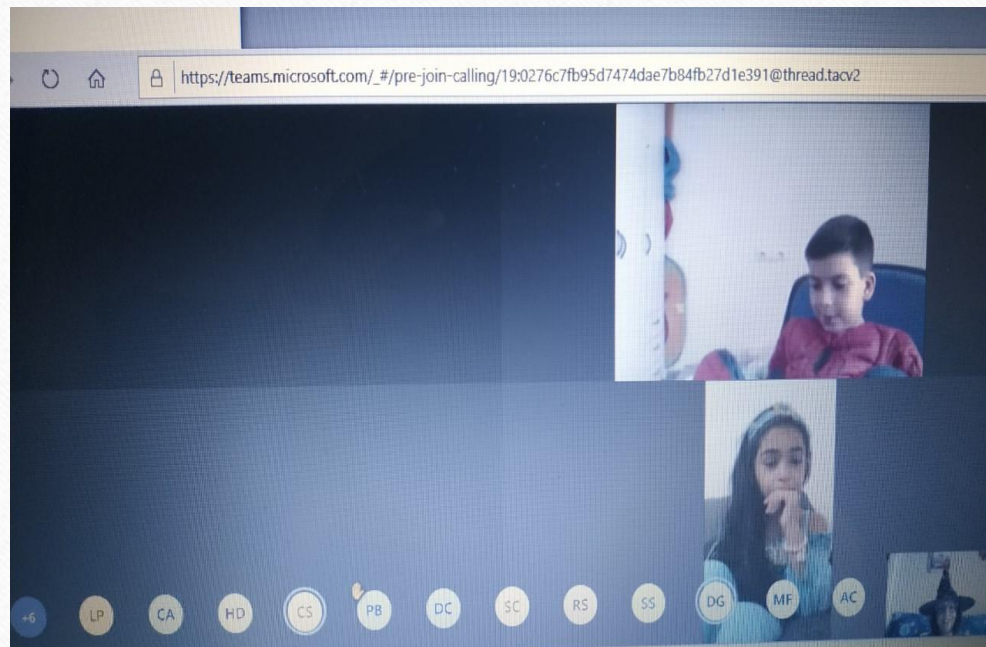 https://teams.microsoft.com/_#/pre-join-calling/19:0276c7fb95d7474dae7b84fb27d1e391@thread.tacv2
+6 LP CA HD CS PB DC SC RS SS DG MF AC